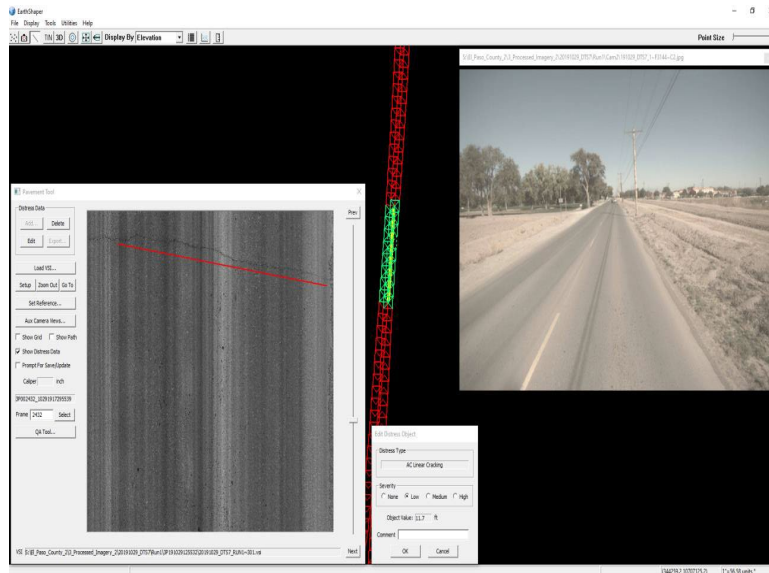 EarthShaper
File Display Tools Utilities Help
TIN 3D Display By Elevation Point Size
Pavement Tool X
Distress Data
Add... Delete
Edit Export...
Load VSI...
Setup Zoom Out Go To
Set Reference...
Aux Camera Views...
Show Grid Show Path
Show Distress Data
Prompt For Save/Update
Caliper inch
Frame 2432 Select
QA Tool...
Prev
Next
Edit Distress Object
Distress Type
AC Linear Cracking
Severity
None Low Medium High
Object Value: 11.7 ft
Comment
OK Cancel